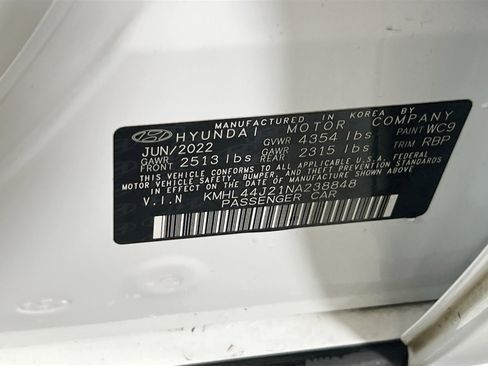 MANUFACTURED IN KOREA
HYUNDAI MOTOR COMPANY
JUN/2022 GVWR 4354 lbs PAINT WC9
GAWR FRONT 2513 lbs GAWR REAR 2315 lbs TRIM RBP
THIS VEHICLE CONFORMS TO ALL APPLICABLE U.S.A. FEDERAL
MOTOR VEHICLE SAFETY, BUMPER, AND THEFT PREVENTION STANDARDS
IN EFFECT ON THE DATE OF MANUFACTURE SHOWN ABOVE.
V.I.N KMHL44J21NA238848
PASSENGER CAR